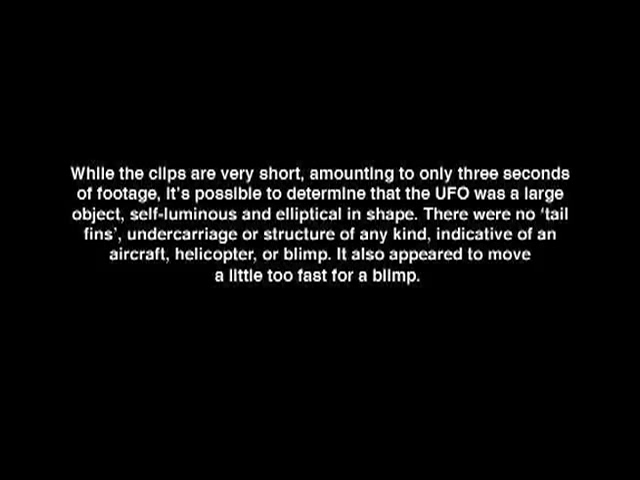 While the clips are very short, amounting to only three seconds
of footage, it's possible to determine that the UFO was a large
object, self-luminous and elliptical in shape. There were no 'tail
fins', undercarriage or structure of any kind, indicative of an
aircraft, helicopter, or blimp. It also appeared to move
a little too fast for a blimp.